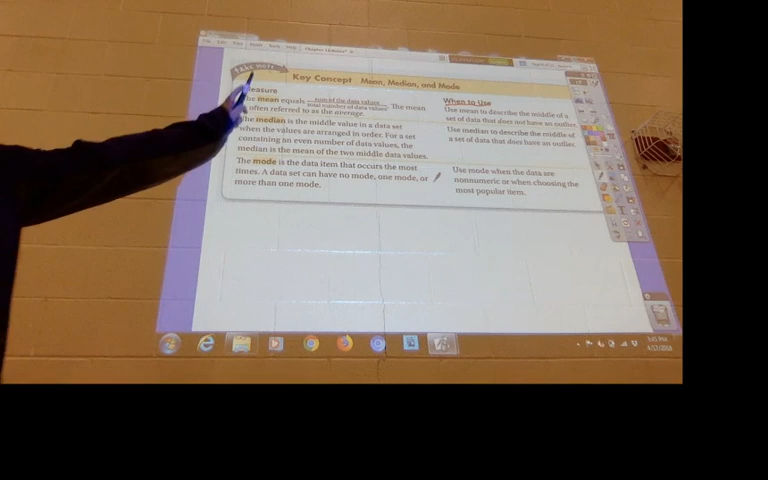 Take Note
Key Concept Mean, Median, and Mode
Measure
When to Use
The mean equals sum of the data values / total number of data values. The mean
is often referred to as the average.
Use mean to describe the middle of a
set of data that does not have an outlier.
The median is the middle value in a data set
when the values are arranged in order. For a set
containing an even number of data values, the
median is the mean of the two middle data values.
Use median to describe the middle of
a set of data that does have an outlier.
The mode is the data item that occurs the most
times. A data set can have no mode, one mode, or
more than one mode.
Use mode when the data are
nonnumeric or when choosing the
most popular item.